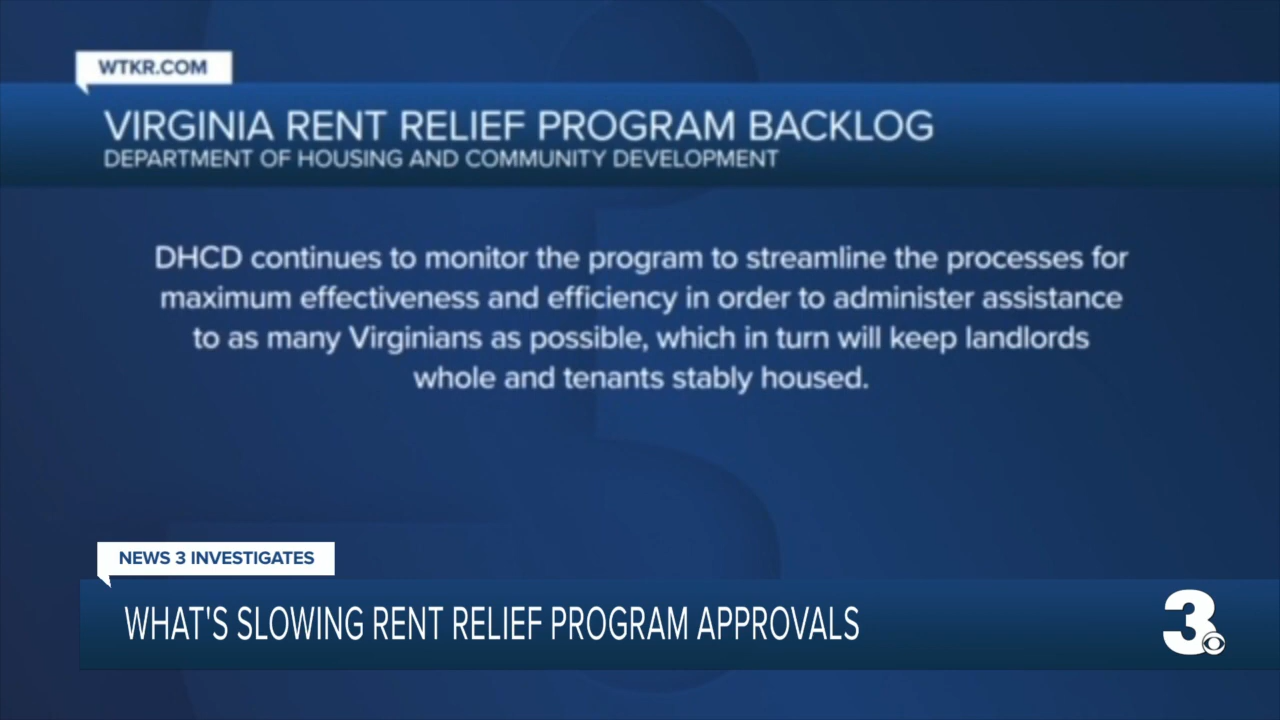 WTKR.COM
VIRGINIA RENT RELIEF PROGRAM BACKLOG
DEPARTMENT OF HOUSING AND COMMUNITY DEVELOPMENT
DHCD continues to monitor the program to streamline the processes for
maximum effectiveness and efficiency in order to administer assistance
to as many Virginians as possible, which in turn will keep landlords
whole and tenants stably housed.
NEWS 3 INVESTIGATES
WHAT'S SLOWING RENT RELIEF PROGRAM APPROVALS
3